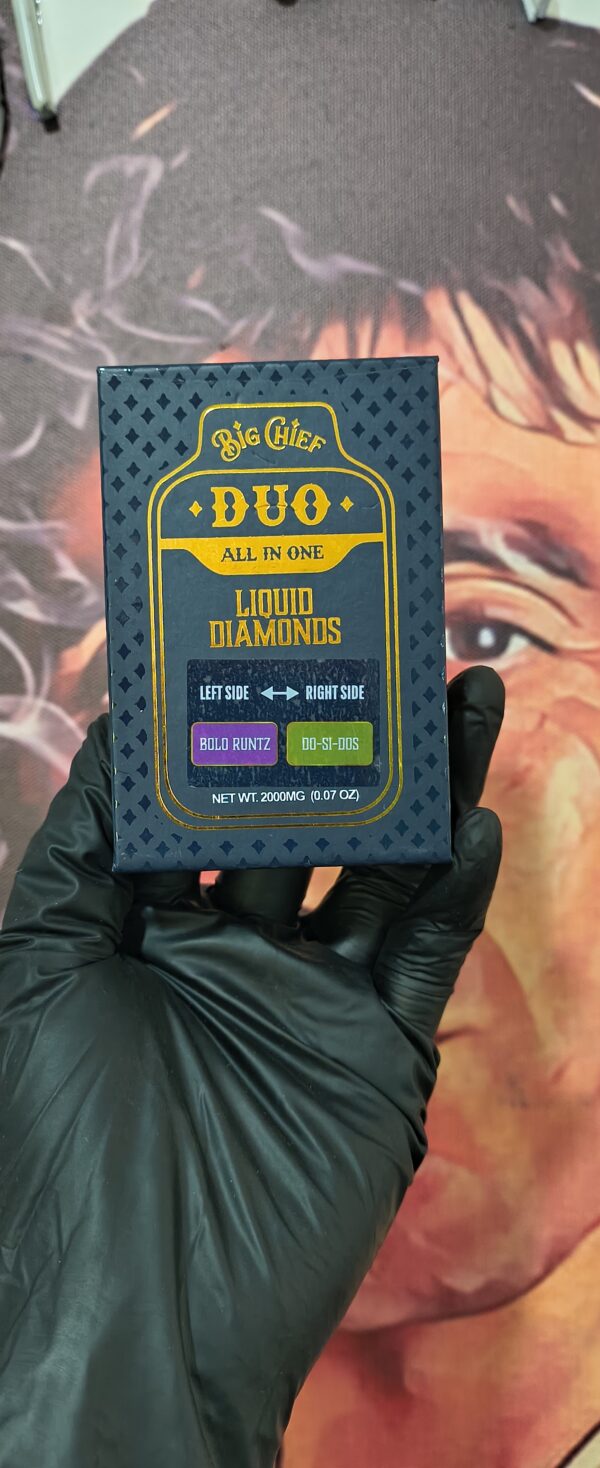 BIG CHIEF
DUO
ALL IN ONE
LIQUID
DIAMONDS
LEFT SIDE RIGHT SIDE
BOLO RUNTZ DO-SI-DOS
NET WT. 2000MG (0.07 OZ)